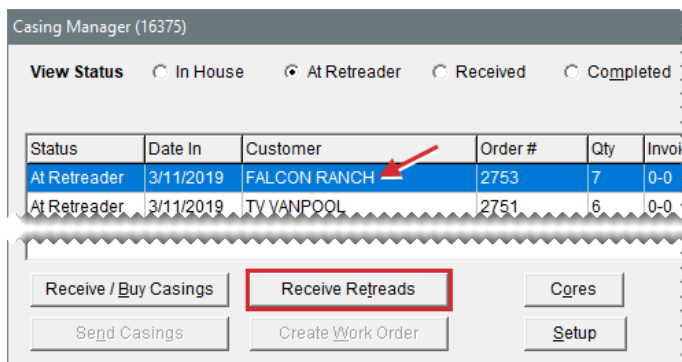 Casing Manager (16375)
View Status In House At Retreader Received Completed
Status Date In Customer Order # Qty Invoi
At Retreader 3/11/2019 FALCON RANCH 2753 7 0-0
At Retreader 3/11/2019 TV VANPOOL 2751 6 0-0
Receive / Buy Casings Receive Retreads Cores
Send Casings Create Work Order Setup